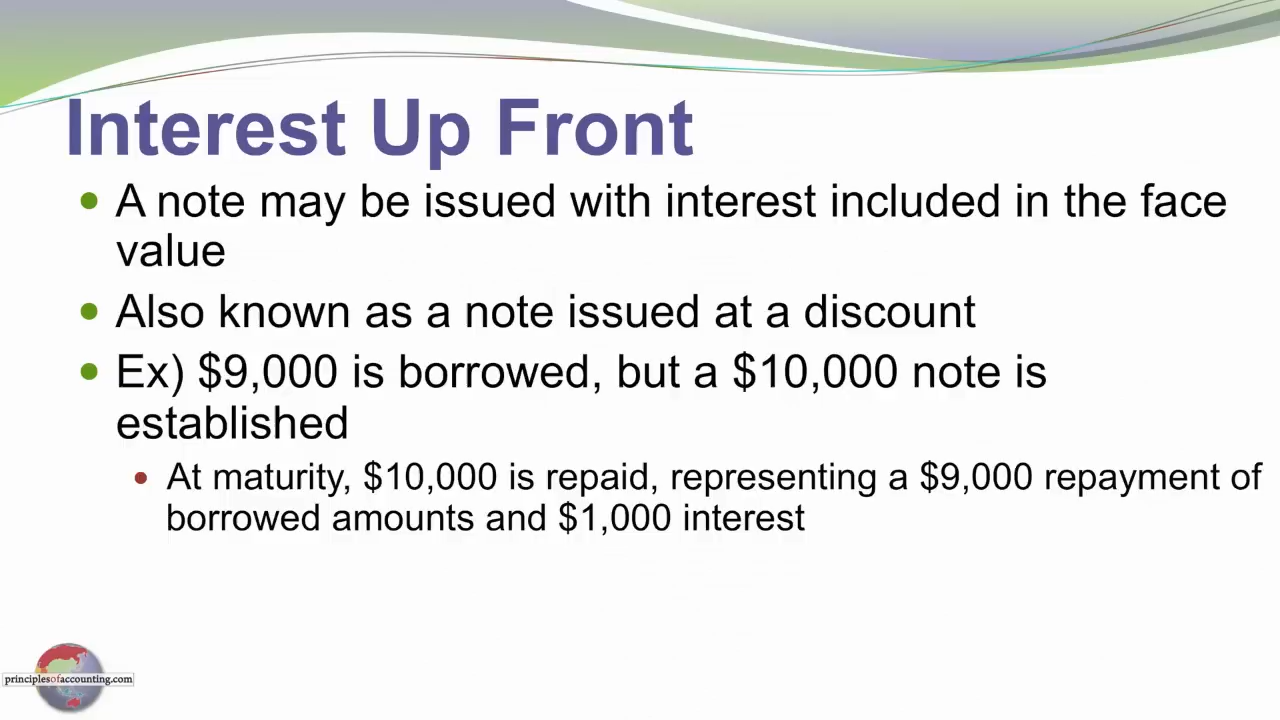 Interest Up Front
• A note may be issued with interest included in the face
value
• Also known as a note issued at a discount
• Ex) $9,000 is borrowed, but a $10,000 note is
established
• At maturity, $10,000 is repaid, representing a $9,000 repayment of
borrowed amounts and $1,000 interest
principlesofaccounting.com